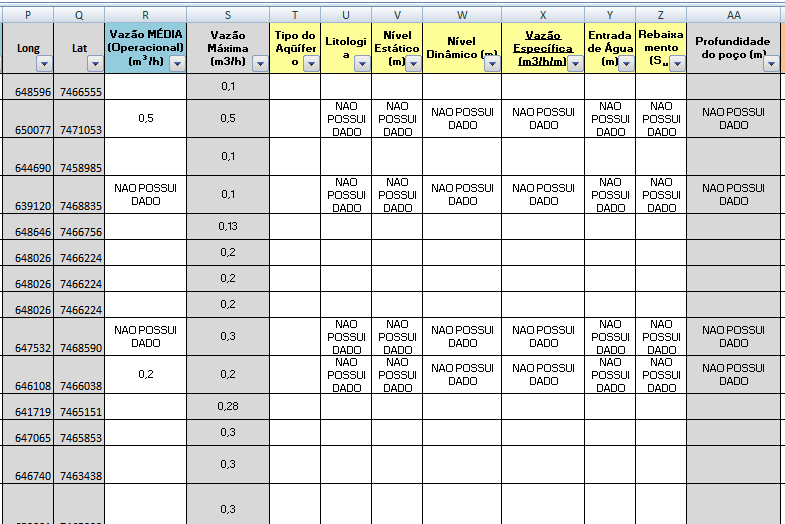 P Q R S T U V W X Y Z AA
Long Lat Vazão MÉDIA (Operacional) (m³/h) Vazão Máxima (m3/h) Tipo do Aqüífer o Litologi a Nível Estático (m) Nível Dinâmico (m) Vazão Específica (m3/h/m) Entrada de Água (m) Rebaixa mento (S Profundidade do poço (m)
648596 7466555 0,1
650077 7471053 0,5 0,5 NAO POSSUI DADO NAO POSSUI DADO NAO POSSUI DADO NAO POSSUI DADO NAO POSSUI DADO NAO POSSUI DADO NAO POSSUI DADO
644690 7458985 0,1
639120 7468835 NAO POSSUI DADO 0,1 NAO POSSUI DADO NAO POSSUI DADO NAO POSSUI DADO NAO POSSUI DADO NAO POSSUI DADO NAO POSSUI DADO NAO POSSUI DADO
648646 7466756 0,13
648026 7466224 0,2
648026 7466224 0,2
648026 7466224 0,2
647532 7468590 NAO POSSUI DADO 0,3 NAO POSSUI DADO NAO POSSUI DADO NAO POSSUI DADO NAO POSSUI DADO NAO POSSUI DADO NAO POSSUI DADO NAO POSSUI DADO
646108 7466038 0,2 0,2 NAO POSSUI DADO NAO POSSUI DADO NAO POSSUI DADO NAO POSSUI DADO NAO POSSUI DADO NAO POSSUI DADO NAO POSSUI DADO
641719 7465151 0,28
647065 7465853 0,3
646740 7463438 0,3
0,3